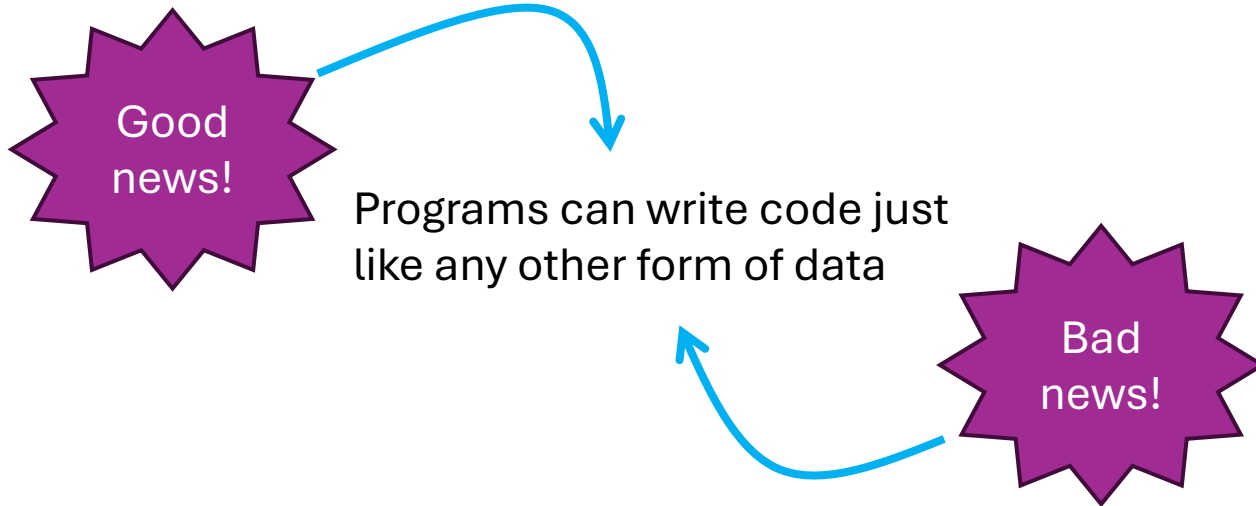 Good
news!
Programs can write code just
like any other form of data
Bad
news!